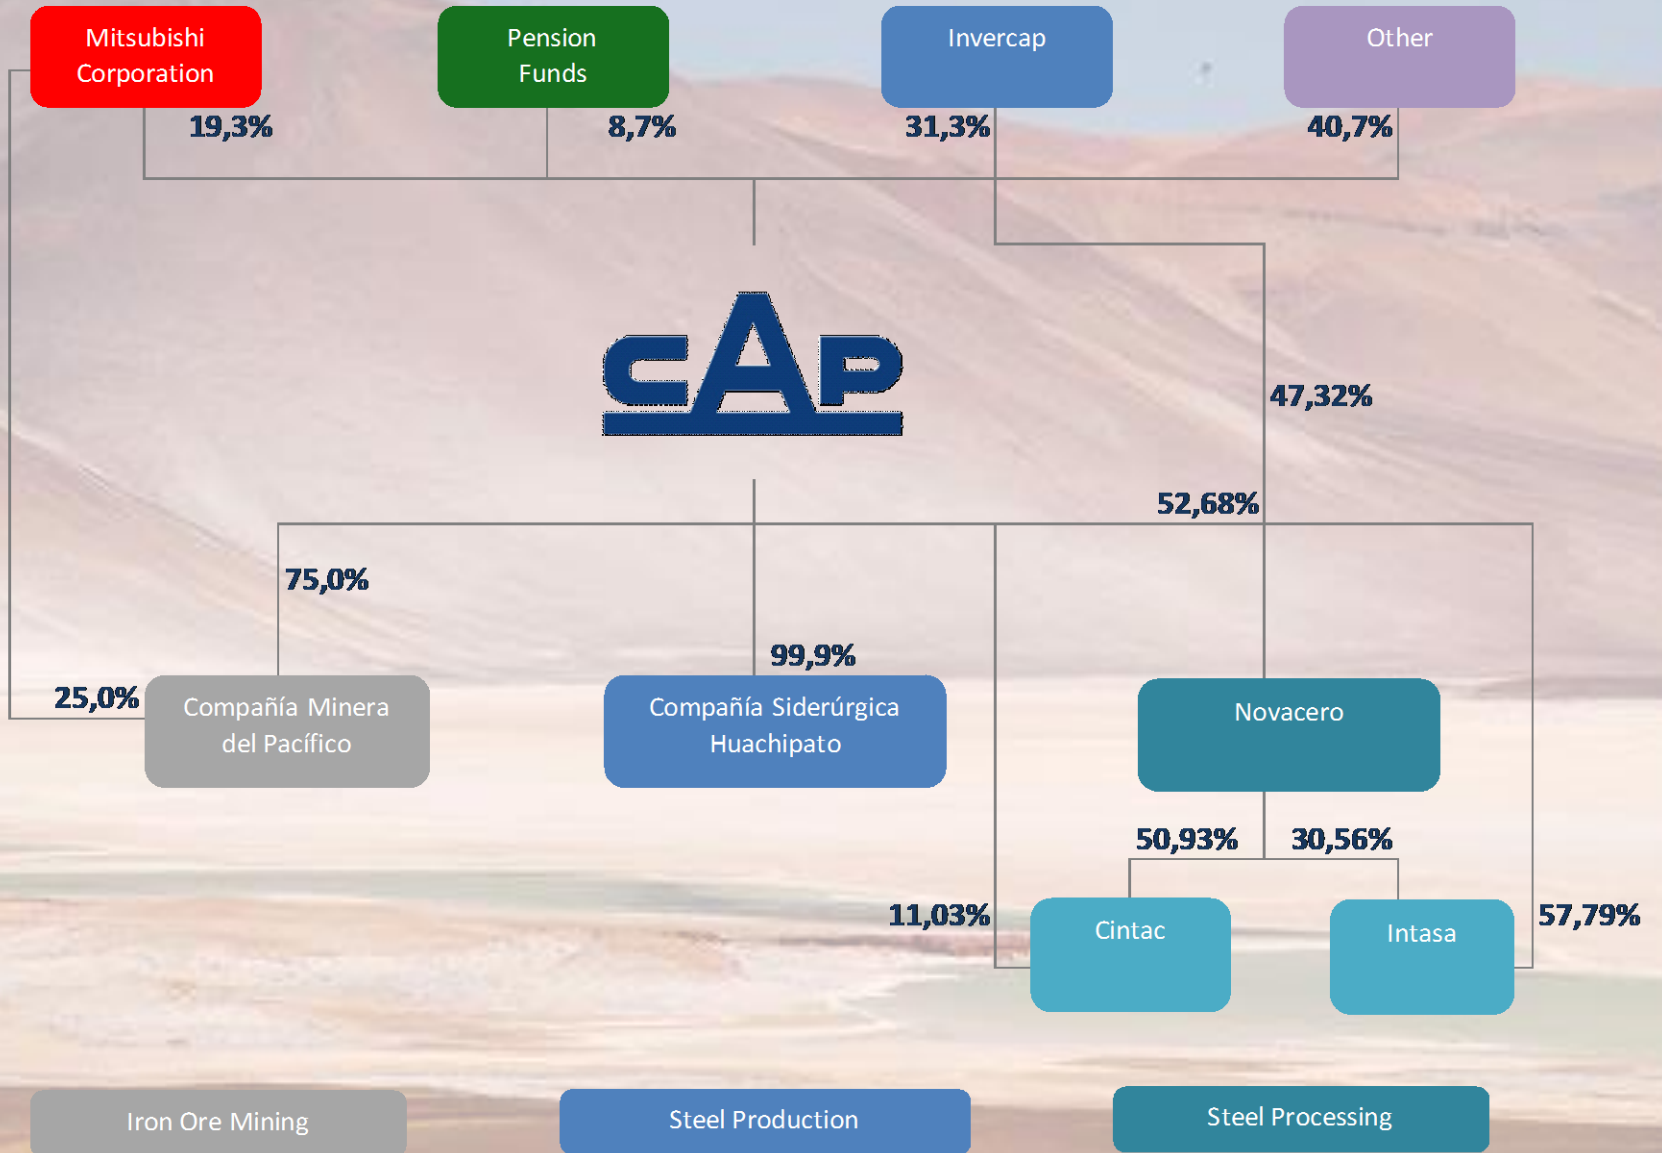 Mitsubishi
Corporation
Pension
Funds
Invercap
Other
19,3%
8,7%
31,3%
40,7%
CAP
47,32%
52,68%
75,0%
99,9%
25,0%
Compañía Minera
del Pacífico
Compañía Siderúrgica
Huachipato
Novacero
50,93%
30,56%
11,03%
Cintac
Intasa
57,79%
Iron Ore Mining
Steel Production
Steel Processing